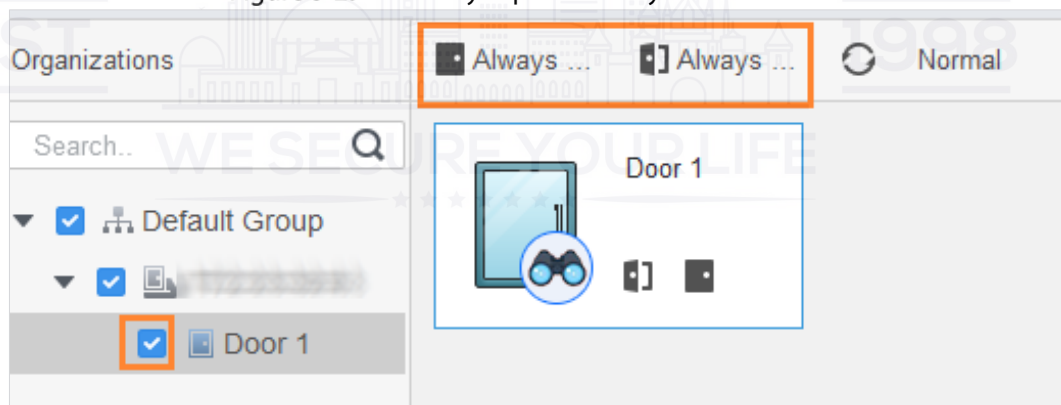 Organizations
Always ...
Always ...
Normal
Search..
Default Group
Door 1
Door 1
WE SECURE YOUR LIFE
1998